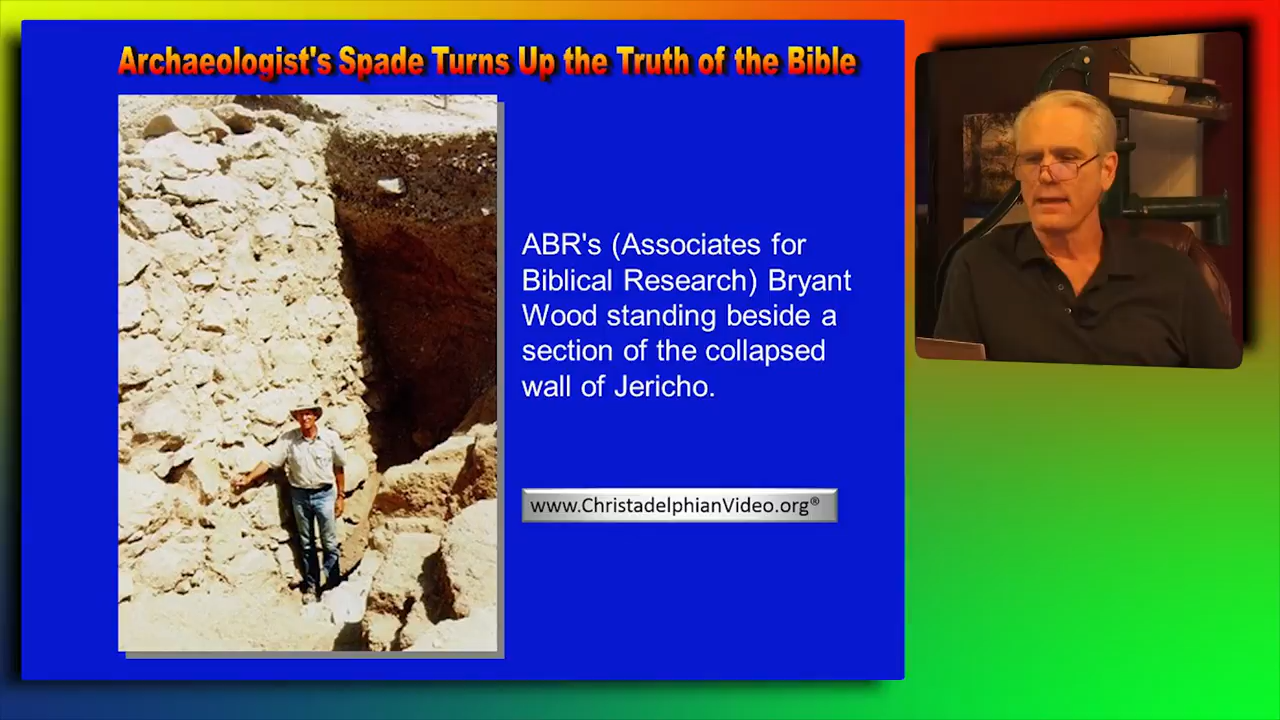 Archaeologist's Spade Turns Up the Truth of the Bible
ABR's (Associates for
Biblical Research) Bryant
Wood standing beside a
section of the collapsed
wall of Jericho.
www.ChristadelphianVideo.org®